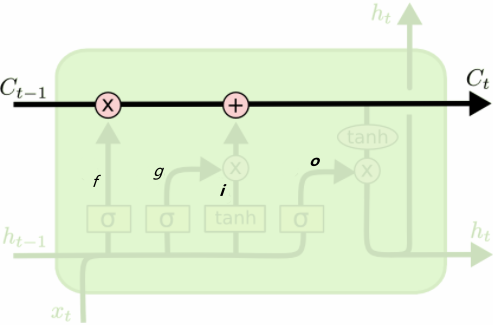 h_t
C_{t-1}
×
+
C_t
tanh
f
g
i
×
o
×
σ
σ
tanh
σ
h_{t-1}
h_t
x_t